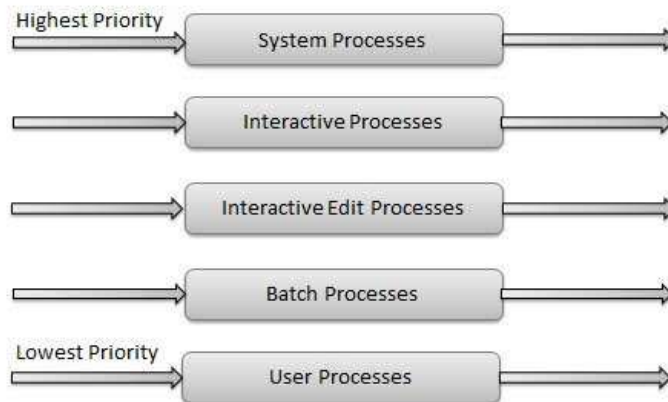 Highest Priority
System Processes
Interactive Processes
Interactive Edit Processes
Batch Processes
Lowest Priority
User Processes